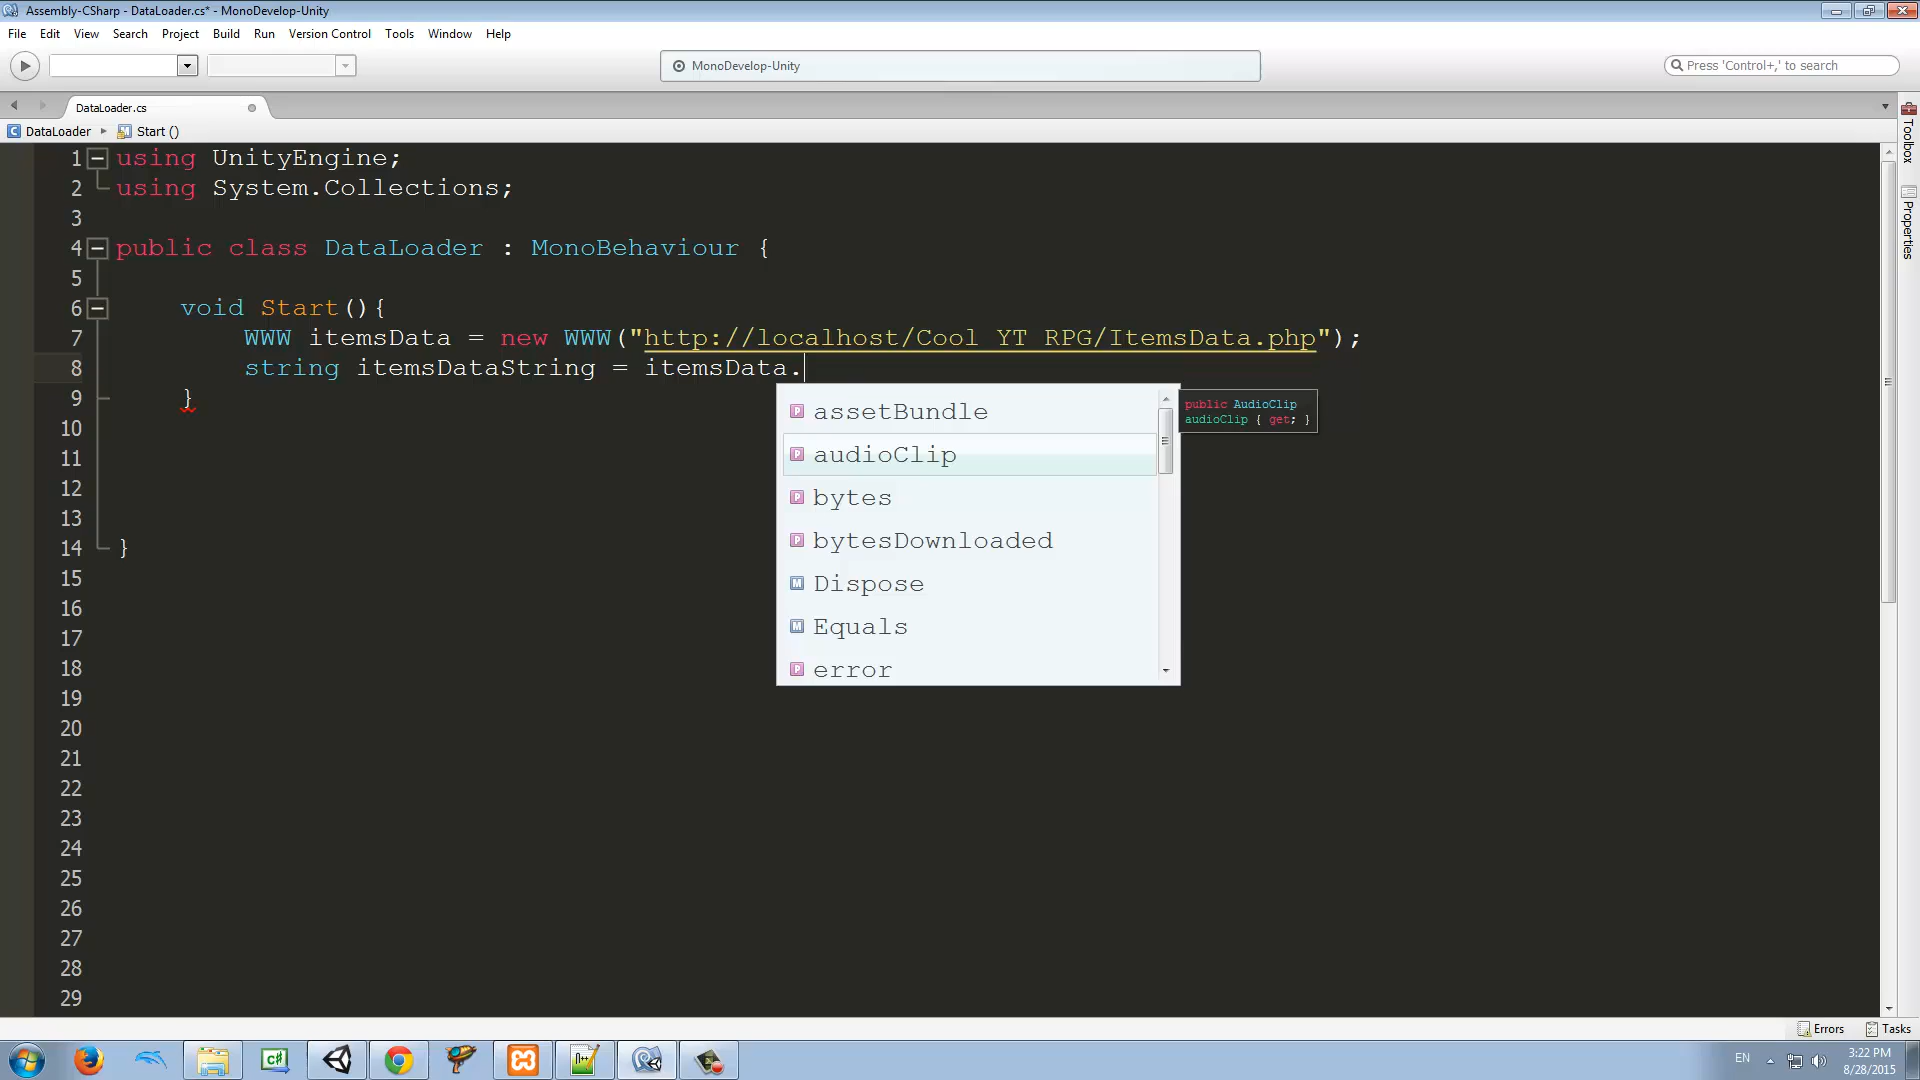 Assembly-CSharp - DataLoader.cs* - MonoDevelop-Unity
File Edit View Search Project Build Run Version Control Tools Window Help
MonoDevelop-Unity
Press 'Control+,' to search
DataLoader.cs
DataLoader Start ()
Toolbox
Properties
1 using UnityEngine;
2 using System.Collections;
3
4 public class DataLoader : MonoBehaviour {
5
6 void Start(){
7 WWW itemsData = new WWW("http://localhost/Cool YT RPG/ItemsData.php");
8 string itemsDataString = itemsData.
9 }
10
11
12
13
14 }
15
16
17
18
19
20
21
22
23
24
25
26
27
28
29
assetBundle
audioClip
bytes
bytesDownloaded
Dispose
Equals
error
public AudioClip
audioClip { get; }
Errors Tasks
EN
3:22 PM
8/28/2015